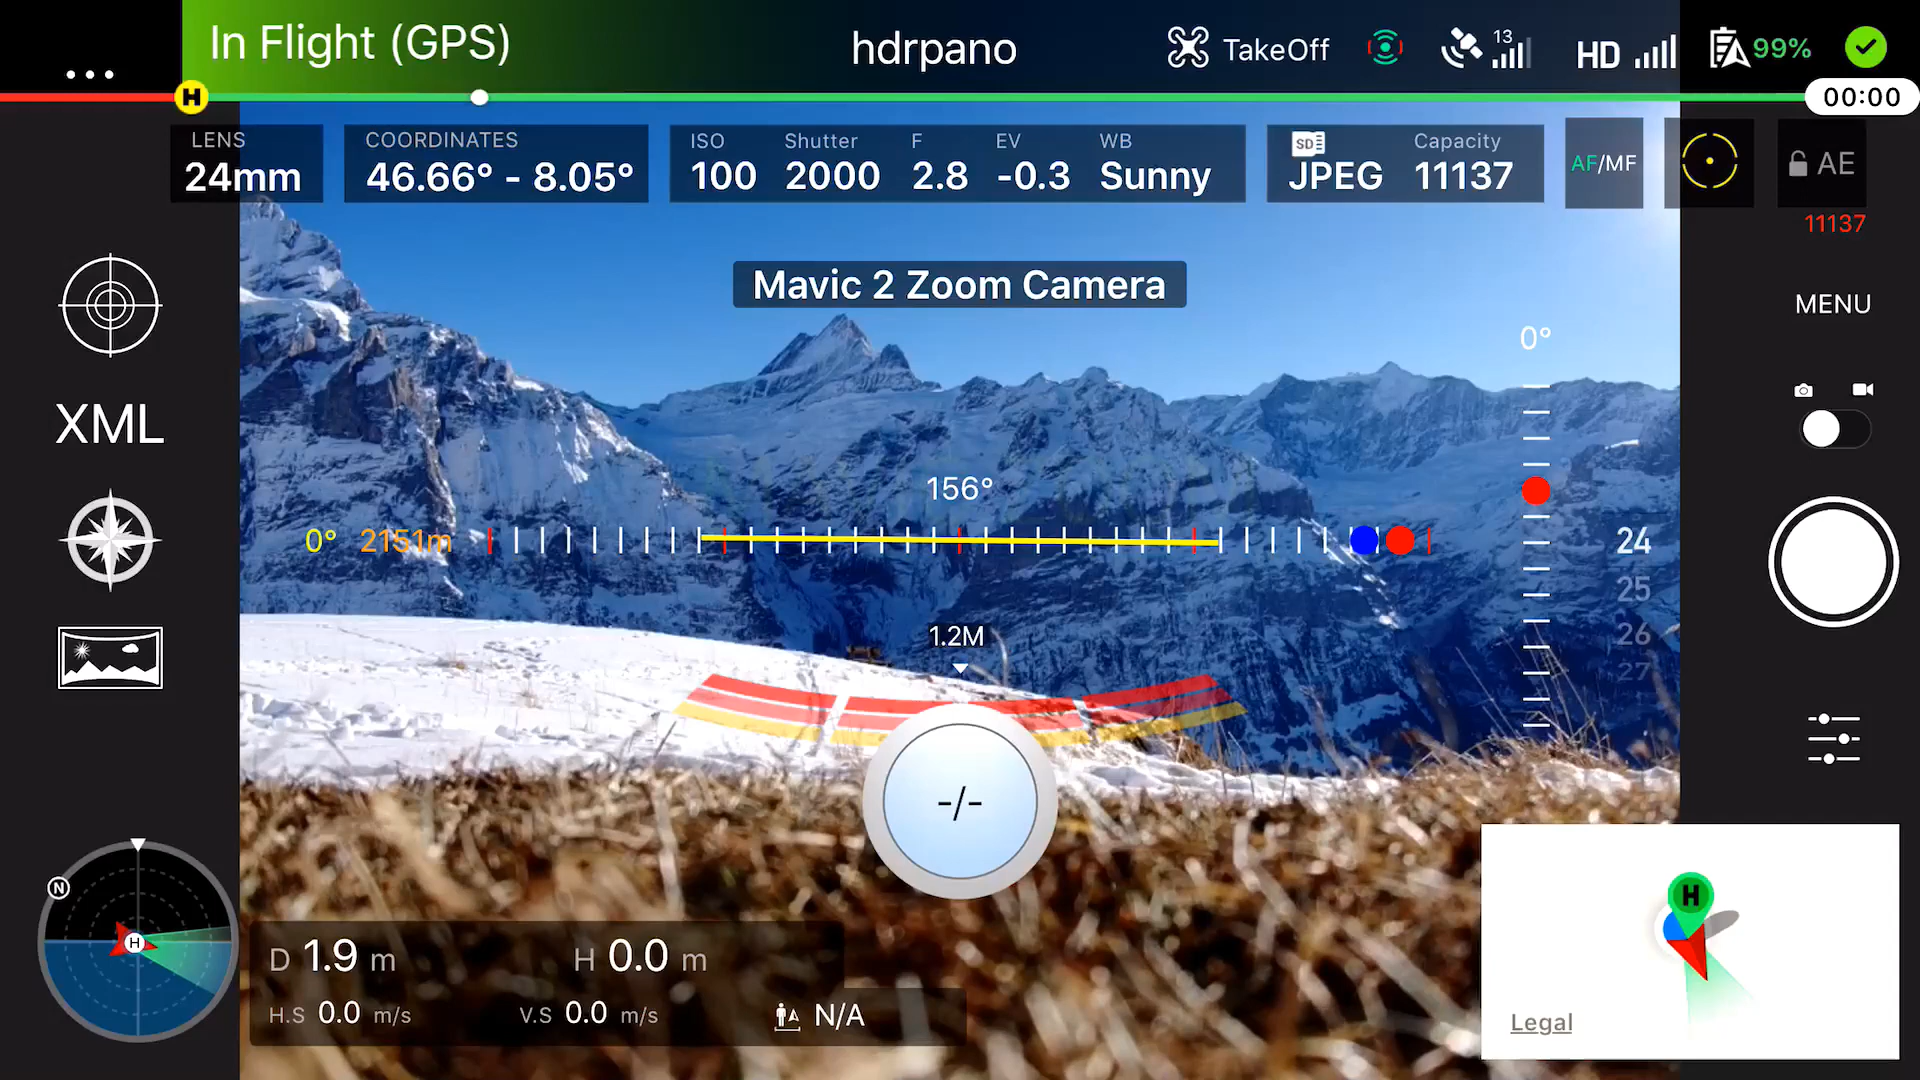 In Flight (GPS) hdrpano TakeOff 13 HD 99%
...
H
00:00
LENS COORDINATES ISO Shutter F EV WB SD Capacity
24mm 46.66° - 8.05° 100 2000 2.8 -0.3 Sunny JPEG 11137 AF/MF AE
11137
Mavic 2 Zoom Camera
MENU
0°
XML
156°
0° 2151m
24
25
26
27
1.2M
-/-
N
H
H
D 1.9 m H 0.0 m
H.S 0.0 m/s V.S 0.0 m/s N/A
Legal